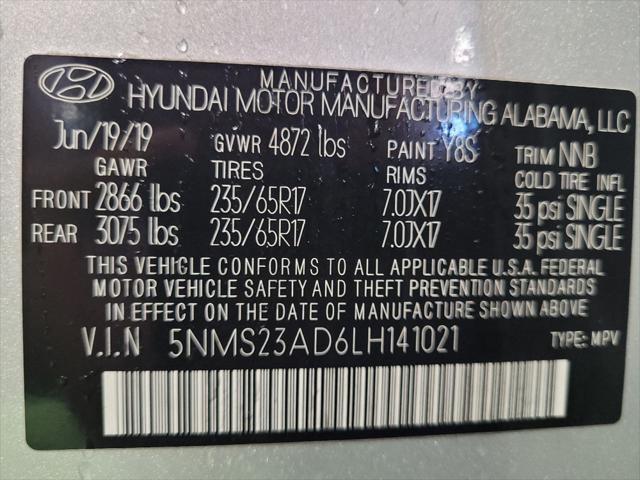 MANUFACTURED BY
HYUNDAI MOTOR MANUFACTURING ALABAMA, LLC
Jun/19/19 GVWR 4872 lbs PAINT Y8S TRIM NNB
GAWR TIRES RIMS COLD TIRE INFL
FRONT 2866 lbs 235/65R17 7.0JX17 35 psi SINGLE
REAR 3075 lbs 235/65R17 7.0JX17 35 psi SINGLE
THIS VEHICLE CONFORMS TO ALL APPLICABLE U.S.A. FEDERAL
MOTOR VEHICLE SAFETY AND THEFT PREVENTION STANDARDS
IN EFFECT ON THE DATE OF MANUFACTURE SHOWN ABOVE.
V.I.N 5NMS23AD6LH141021 TYPE: MPV